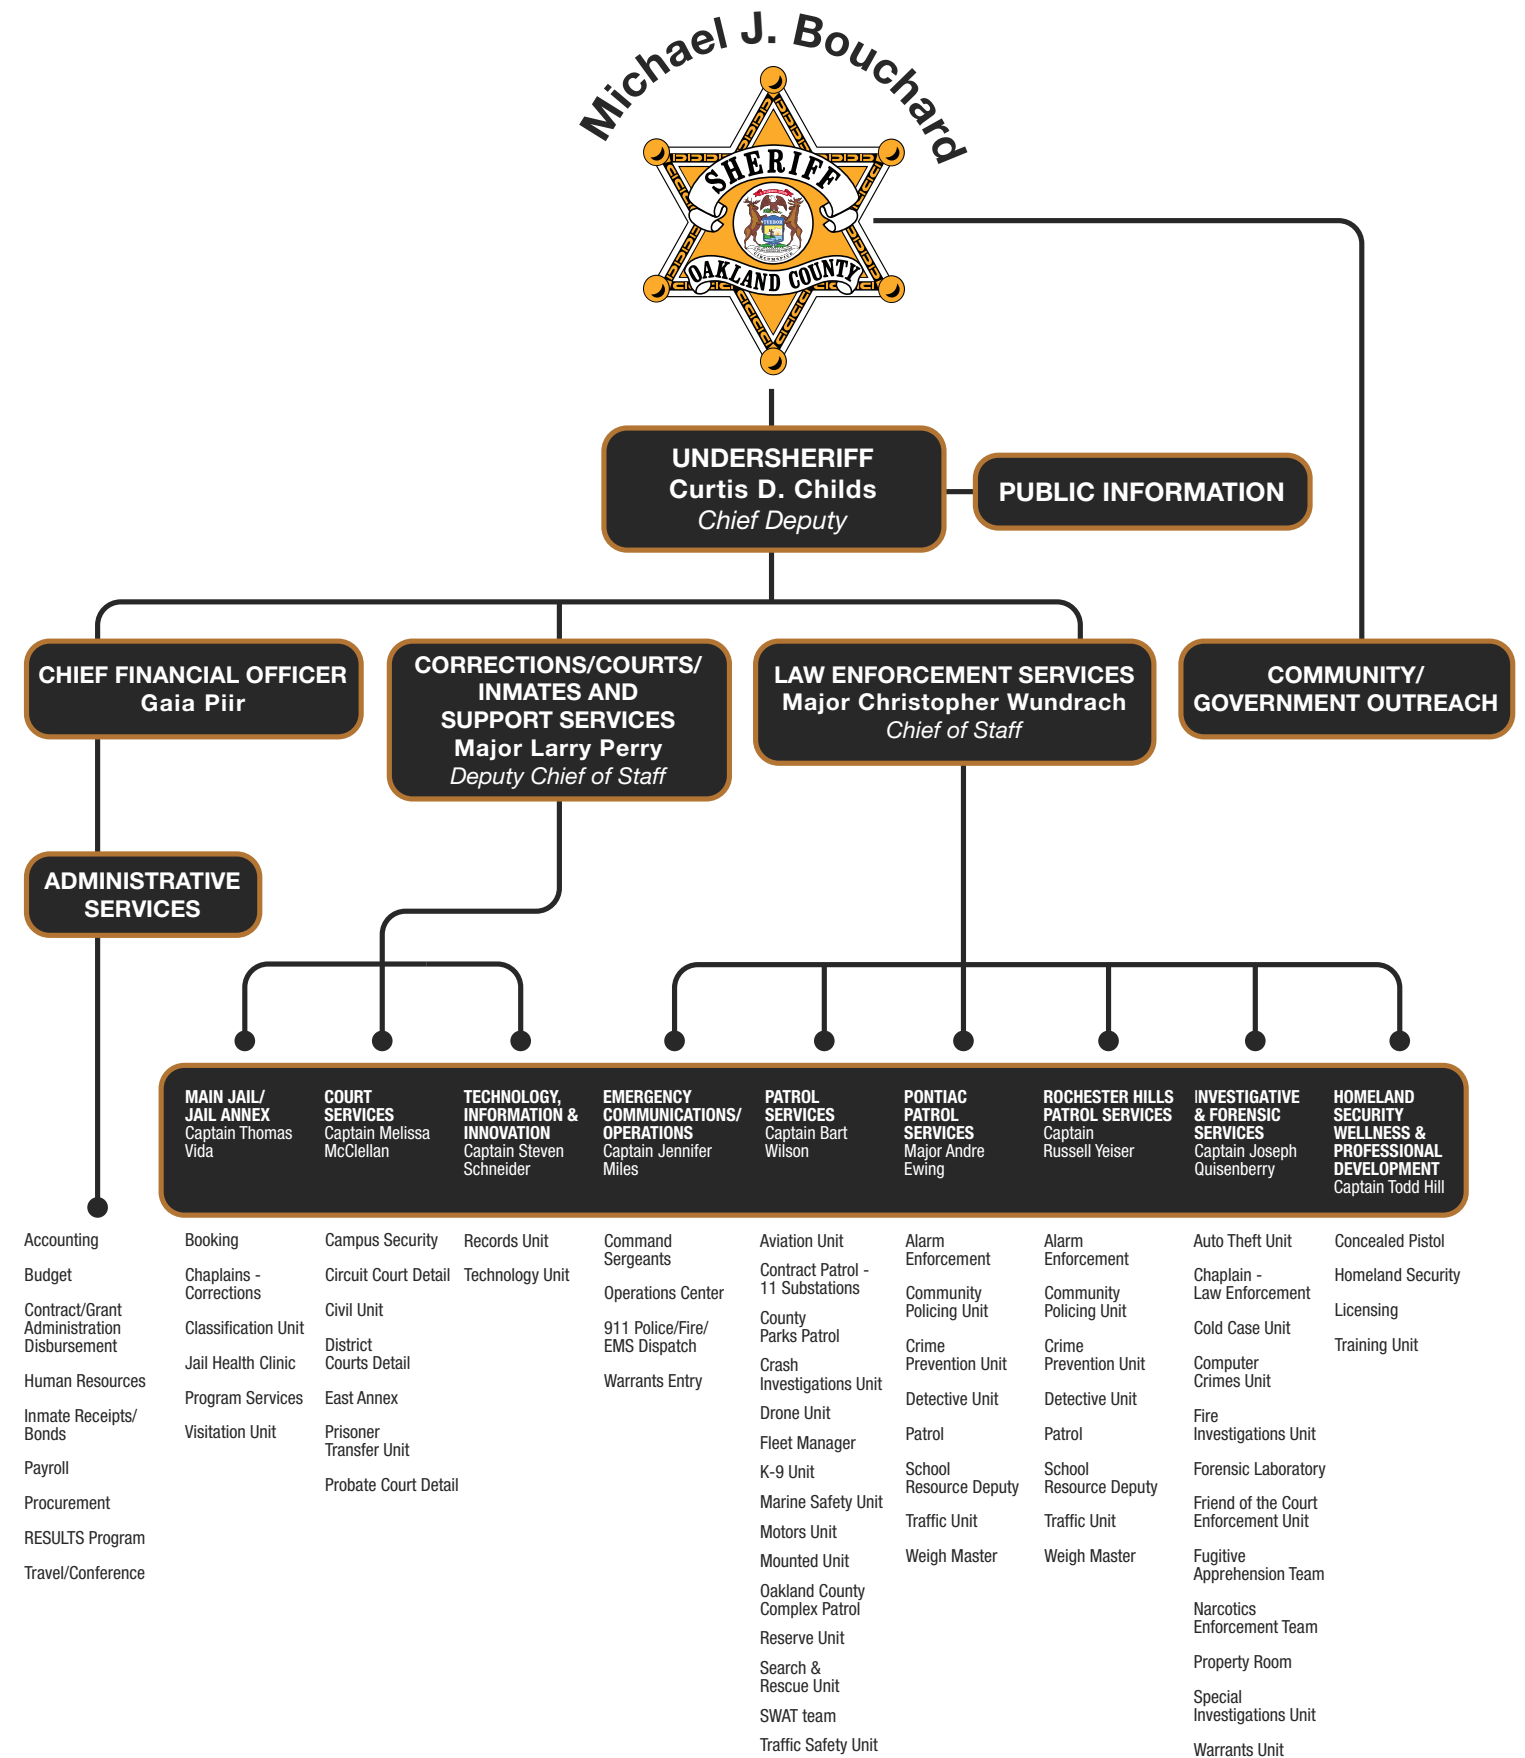 Michael J. Bouchard
SHERIFF
TUEBOR
CIRCUMSPICE
OAKLAND COUNTY
UNDERSHERIFF
Curtis D. Childs
Chief Deputy
PUBLIC INFORMATION
CHIEF FINANCIAL OFFICER
Gaia Piir
CORRECTIONS/COURTS/
INMATES AND
SUPPORT SERVICES
Major Larry Perry
Deputy Chief of Staff
LAW ENFORCEMENT SERVICES
Major Christopher Wundrach
Chief of Staff
COMMUNITY/
GOVERNMENT OUTREACH
ADMINISTRATIVE
SERVICES
MAIN JAIL/
JAIL ANNEX
Captain Thomas
Vida
COURT
SERVICES
Captain Melissa
McClellan
TECHNOLOGY,
INFORMATION &
INNOVATION
Captain Steven
Schneider
EMERGENCY
COMMUNICATIONS/
OPERATIONS
Captain Jennifer
Miles
PATROL
SERVICES
Captain Bart
Wilson
PONTIAC
PATROL
SERVICES
Major Andre
Ewing
ROCHESTER HILLS
PATROL SERVICES
Captain
Russell Yeiser
INVESTIGATIVE
& FORENSIC
SERVICES
Captain Joseph
Quisenberry
HOMELAND
SECURITY
WELLNESS &
PROFESSIONAL
DEVELOPMENT
Captain Todd Hill
Accounting
Budget
Contract/Grant
Administration
Disbursement
Human Resources
Inmate Receipts/
Bonds
Payroll
Procurement
RESULTS Program
Travel/Conference
Booking
Chaplains -
Corrections
Classification Unit
Jail Health Clinic
Program Services
Visitation Unit
Campus Security
Circuit Court Detail
Civil Unit
District
Courts Detail
East Annex
Prisoner
Transfer Unit
Probate Court Detail
Records Unit
Technology Unit
Command
Sergeants
Operations Center
911 Police/Fire/
EMS Dispatch
Warrants Entry
Aviation Unit
Contract Patrol -
11 Substations
County
Parks Patrol
Crash
Investigations Unit
Drone Unit
Fleet Manager
K-9 Unit
Marine Safety Unit
Motors Unit
Mounted Unit
Oakland County
Complex Patrol
Reserve Unit
Search &
Rescue Unit
SWAT team
Traffic Safety Unit
Alarm
Enforcement
Community
Policing Unit
Crime
Prevention Unit
Detective Unit
Patrol
School
Resource Deputy
Traffic Unit
Weigh Master
Alarm
Enforcement
Community
Policing Unit
Crime
Prevention Unit
Detective Unit
Patrol
School
Resource Deputy
Traffic Unit
Weigh Master
Auto Theft Unit
Chaplain -
Law Enforcement
Cold Case Unit
Computer
Crimes Unit
Fire
Investigations Unit
Forensic Laboratory
Friend of the Court
Enforcement Unit
Fugitive
Apprehension Team
Narcotics
Enforcement Team
Property Room
Special
Investigations Unit
Warrants Unit
Concealed Pistol
Homeland Security
Licensing
Training Unit